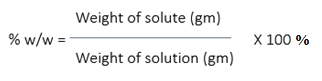 Weight of solute (gm)
% w/w = X 100 %
Weight of solution (gm)